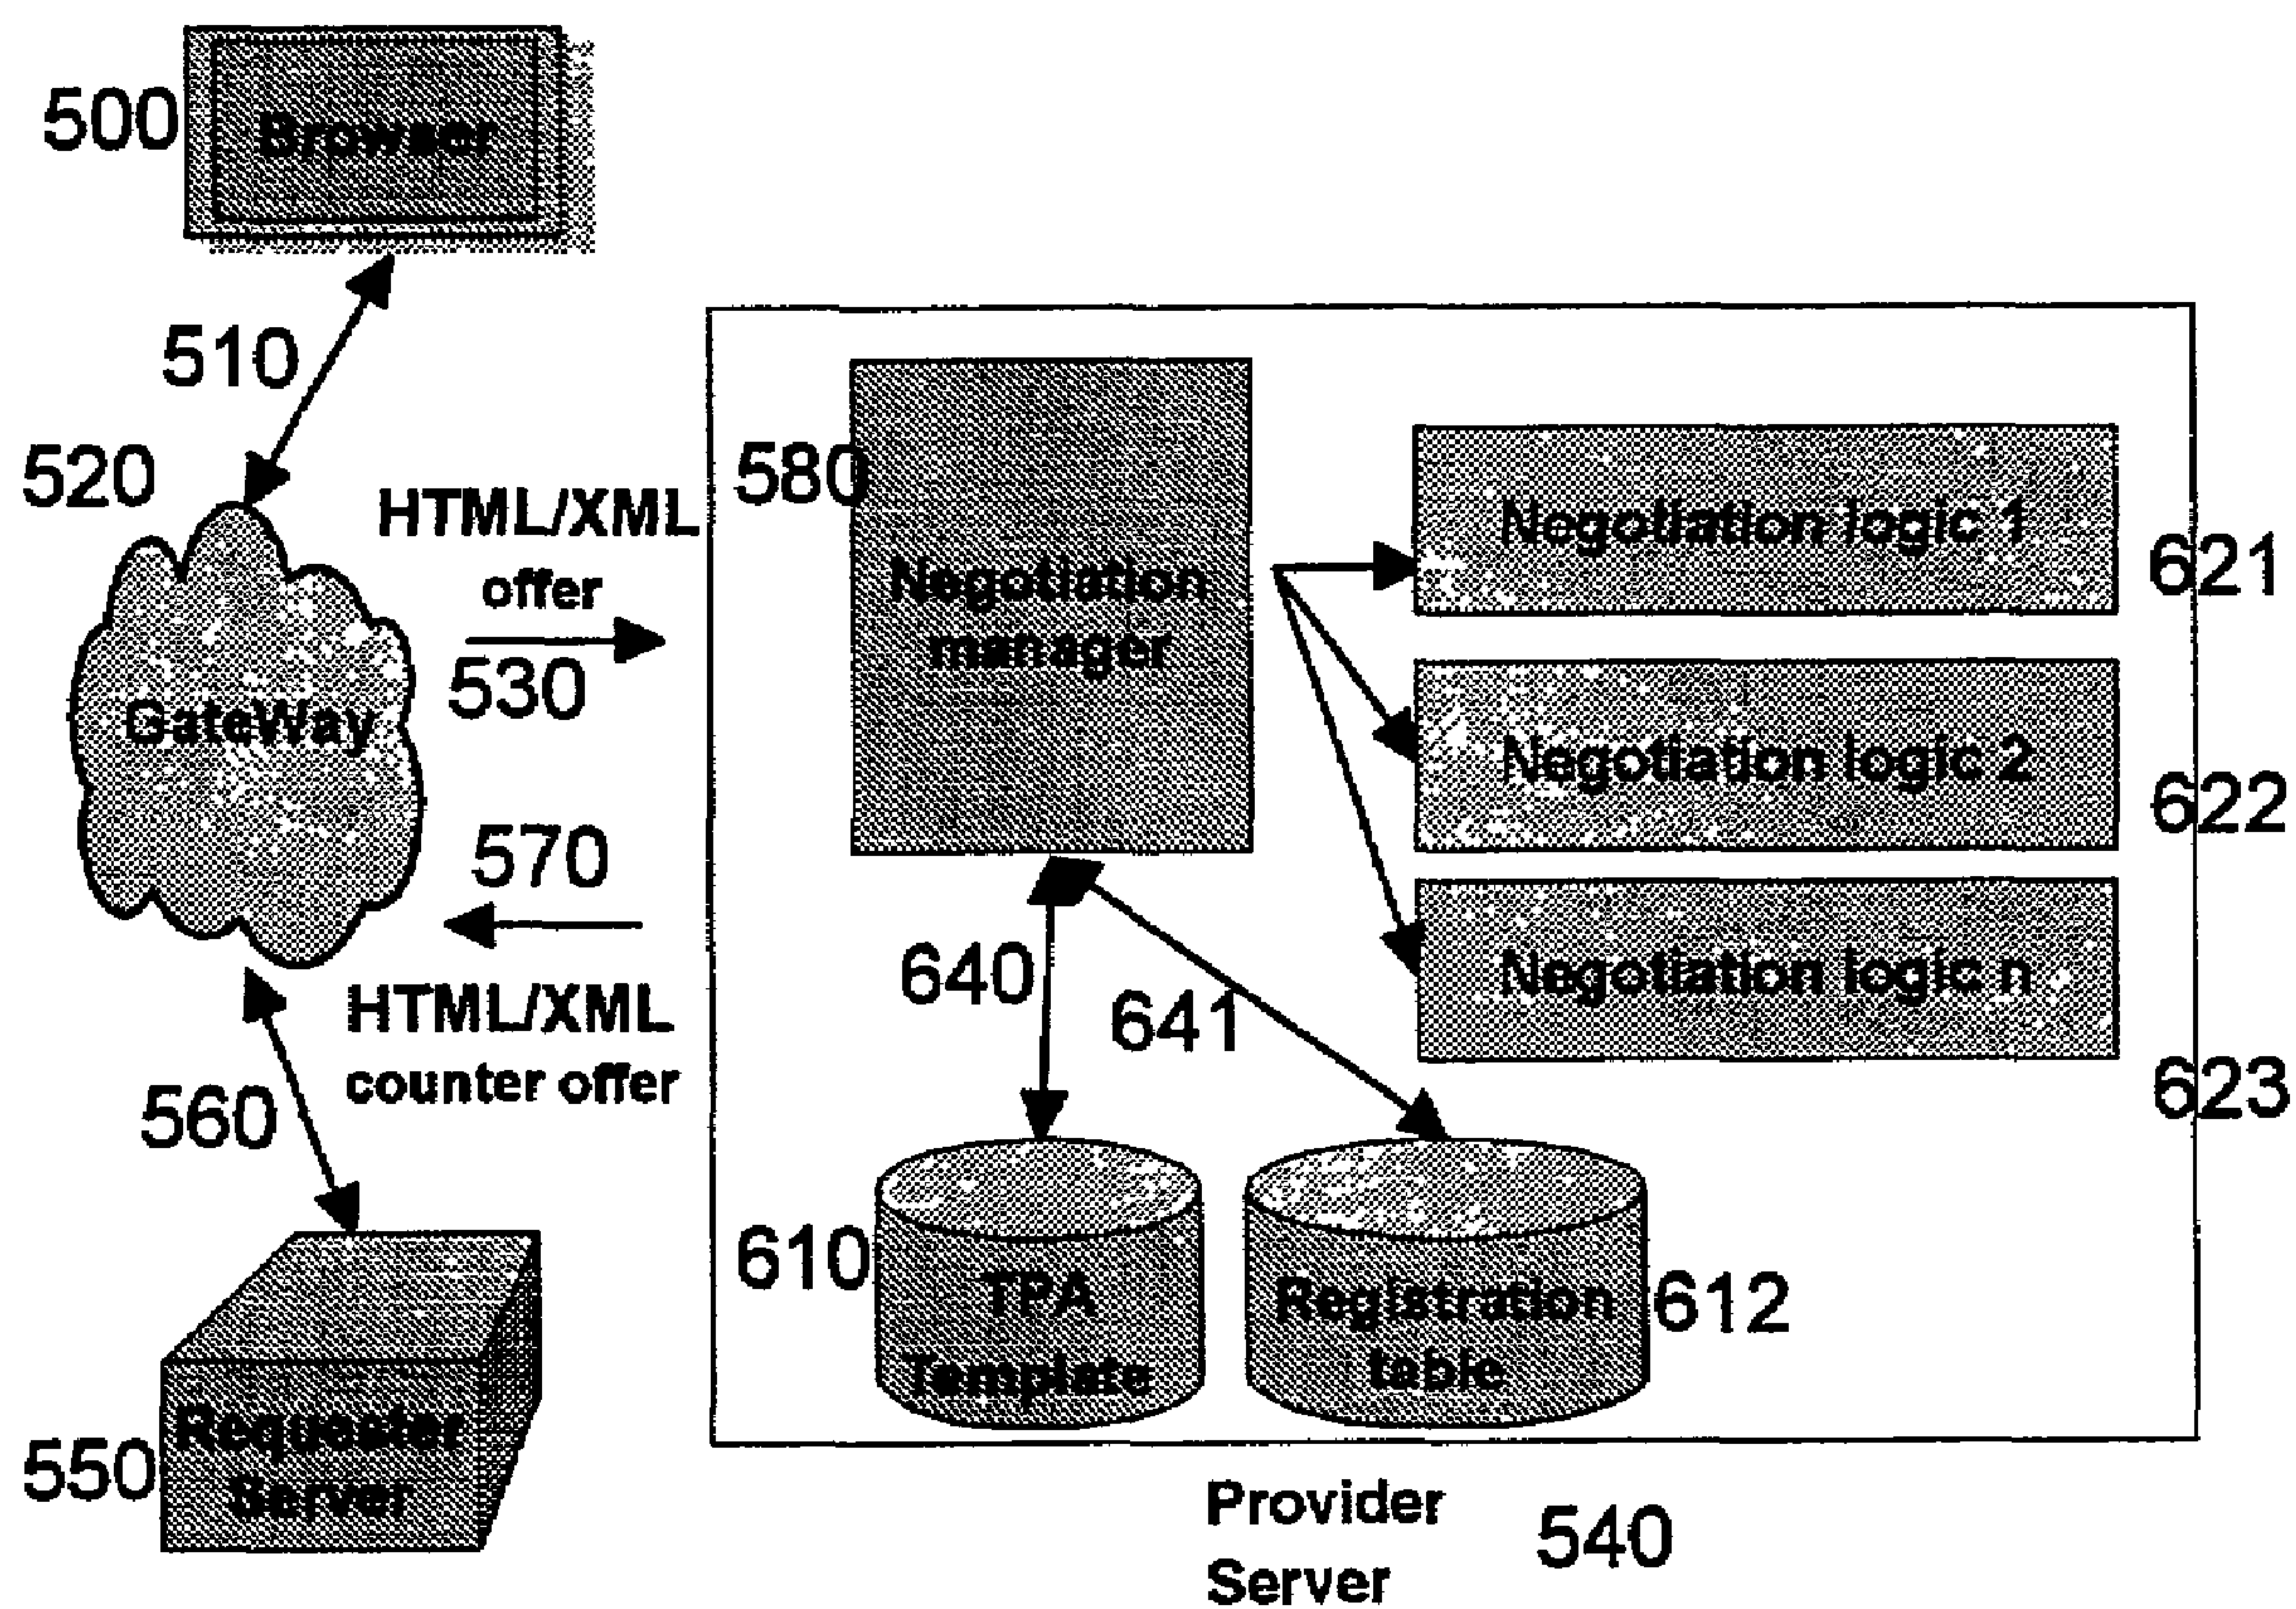 500
Browser
510
520
HTML/XML
offer
530
GateWay
570
HTML/XML
counter offer
560
Requester
Server
550
580
Negotiation
manager
Negotiation logic 1
621
Negotiation logic 2
622
Negotiation logic n
623
640
641
610
TPA
Template
Registration
table
612
Provider
Server
540